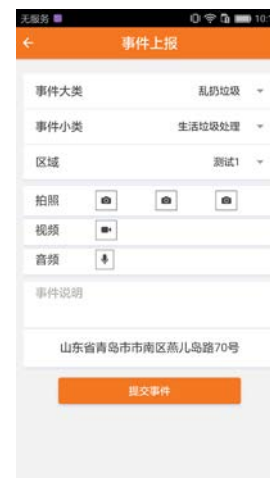 无服务 10:
事件上报
事件大类 乱扔垃圾
事件小类 生活垃圾处理
区域 测试1
拍照
视频
音频
事件说明
山东省青岛市市南区燕儿岛路70号
提交事件